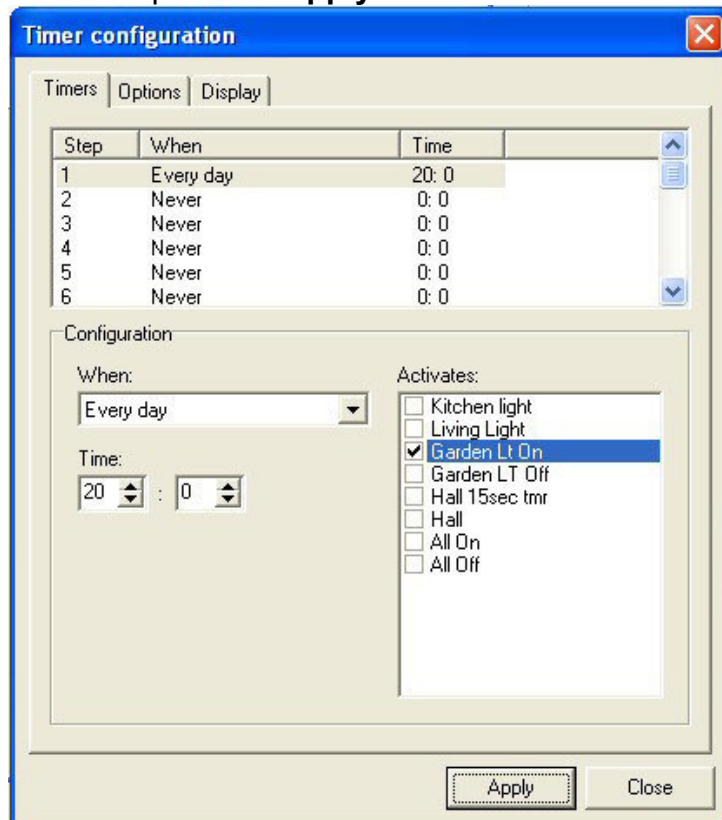 Apply
Timer configuration
Timers Options Display
Step When Time
1 Every day 20: 0
2 Never 0: 0
3 Never 0: 0
4 Never 0: 0
5 Never 0: 0
6 Never 0: 0
Configuration
When:
Every day
Time:
20 : 0
Activates:
Kitchen light
Living Light
Garden Lt On
Garden LT Off
Hall 15sec tmr
Hall
All On
All Off
Apply Close